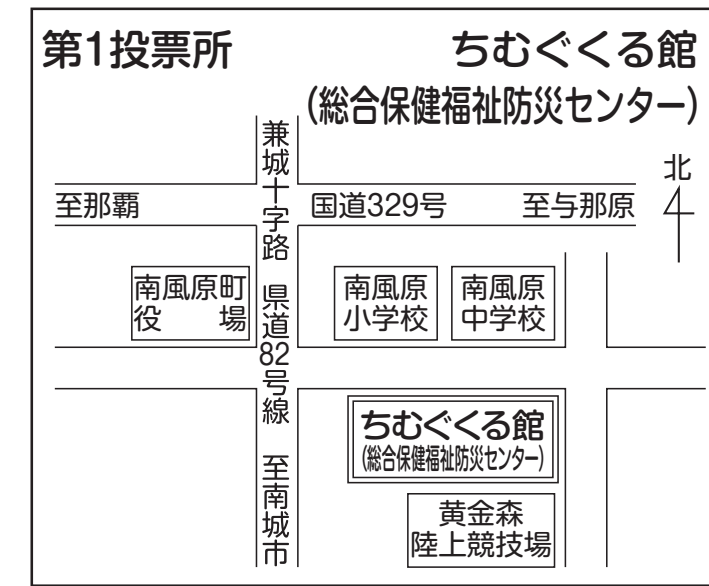 第1投票所
ちむぐくる館
(総合保健福祉防災センター)
北
兼城十字路
至那覇
国道329号
至与那原
南風原町
役場
県道82号線
南風原
小学校
南風原
中学校
ちむぐくる館
(総合保健福祉防災センター)
至南城市
黄金森
陸上競技場